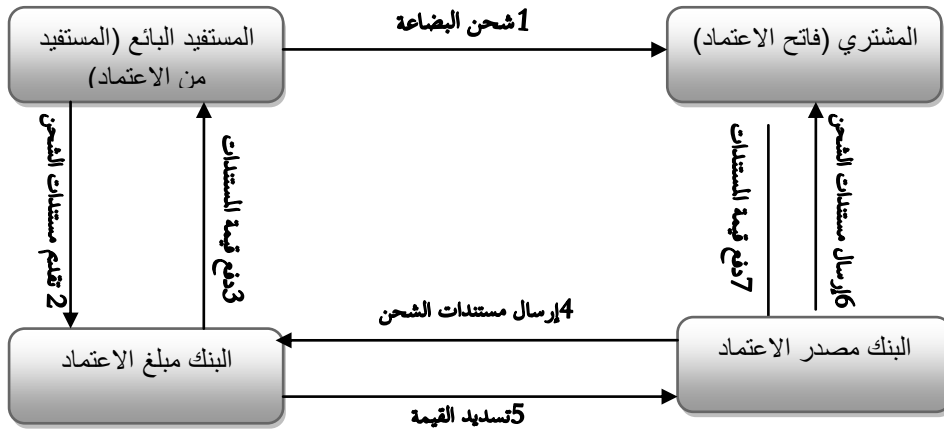 المشتري (فاتح الاعتماد)
1شحن البضاعة
المستفيد البائع (المستفيد
من الاعتماد)
6إرسال مستندات الشحن
7دفع قيمة المستندات
3دفع قيمة المستندات
2 تقديم مستندات الشحن
4إرسال مستندات الشحن
البنك مصدر الاعتماد
البنك مبلغ الاعتماد
5تسديد القيمة